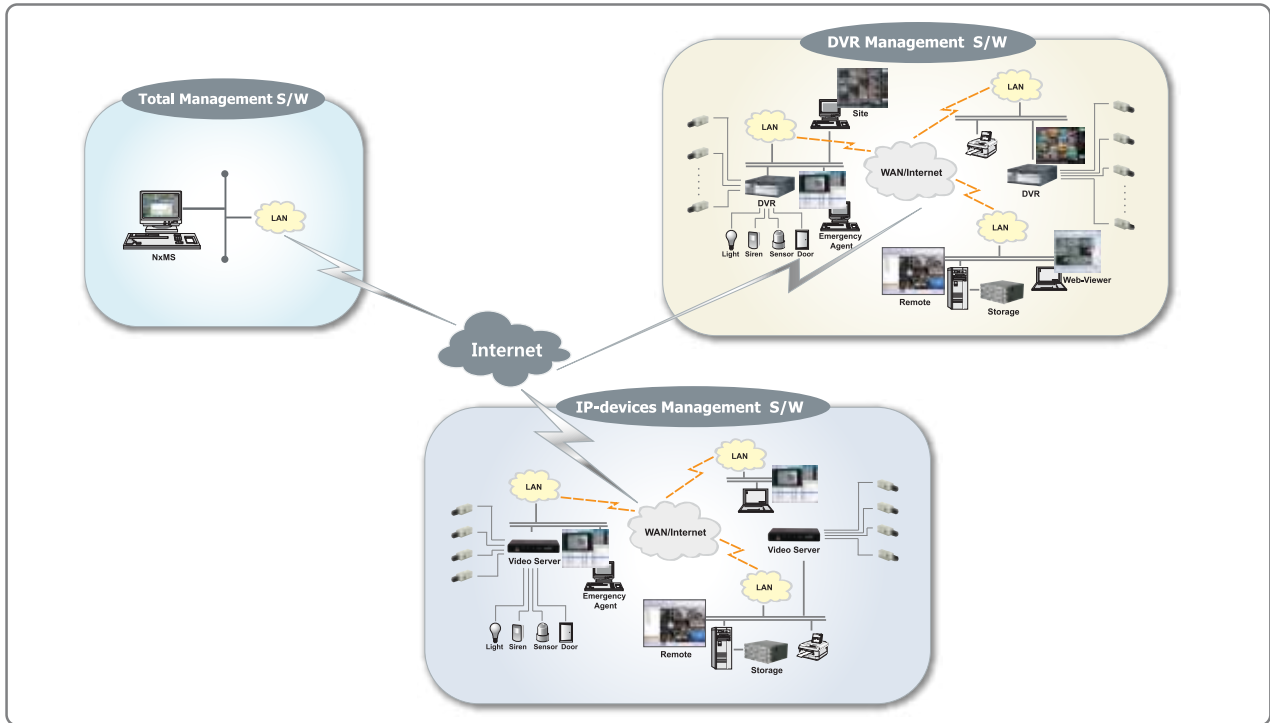 Total Management S/W
LAN
NxMS
DVR Management S/W
Site
LAN
LAN
WAN/Internet
DVR
DVR
Light
Siren
Sensor
Door
Emergency
Agent
LAN
Remote
Storage
Web-Viewer
Internet
IP-devices Management S/W
LAN
LAN
WAN/Internet
Video Server
Video Server
Emergency
Agent
LAN
Light
Siren
Sensor
Door
Remote
Storage